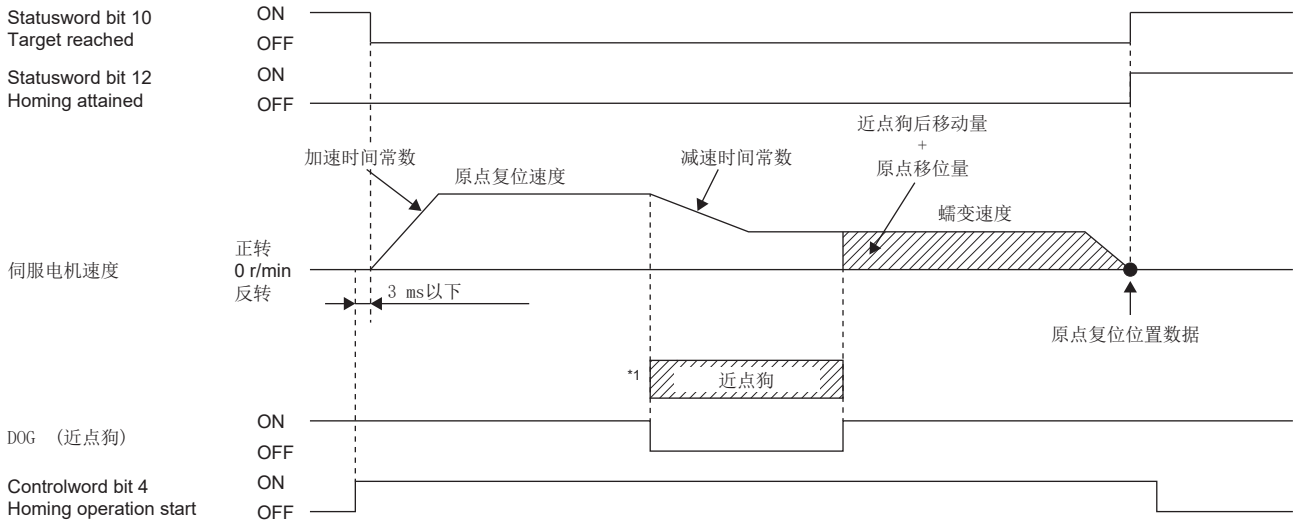 Statusword bit 10
Target reached
ON
OFF
Statusword bit 12
Homing attained
ON
OFF
近点狗后移动量
+
原点移位量
加速时间常数
原点复位速度
减速时间常数
蠕变速度
伺服电机速度
正转
0 r/min
反转
3 ms以下
原点复位位置数据
*1
近点狗
DOG (近点狗)
ON
OFF
Controlword bit 4
Homing operation start
ON
OFF